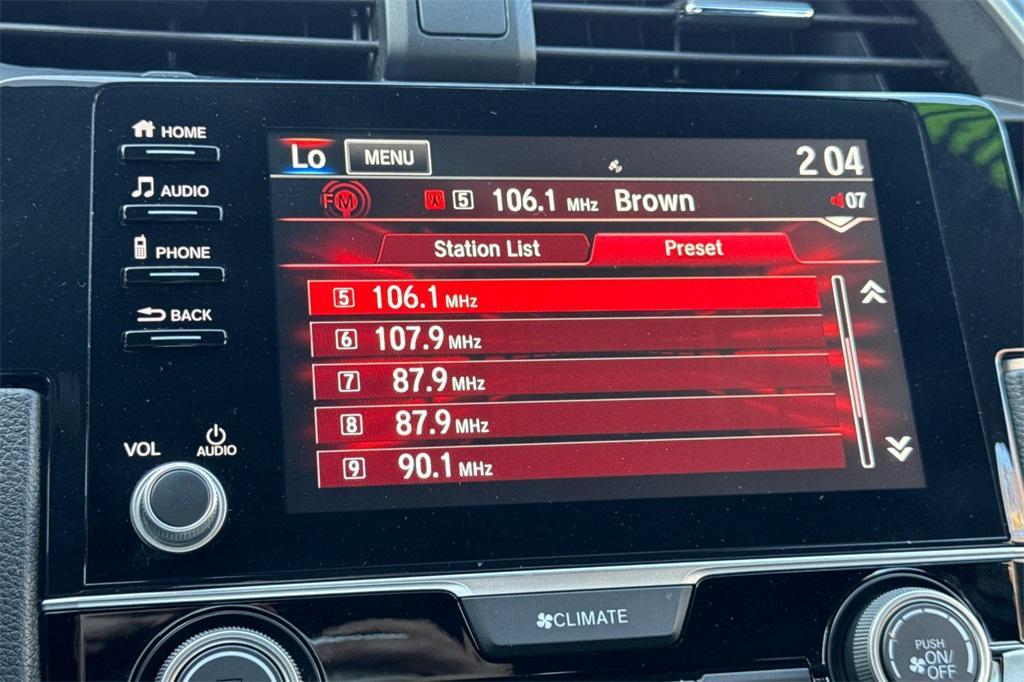 HOME
AUDIO
PHONE
BACK
VOL
AUDIO
Lo MENU 2 04
FM 5 106.1 MHz Brown 07
Station List Preset
5 106.1 MHz
6 107.9 MHz
7 87.9 MHz
8 87.9 MHz
9 90.1 MHz
CLIMATE
PUSH
ON/
OFF